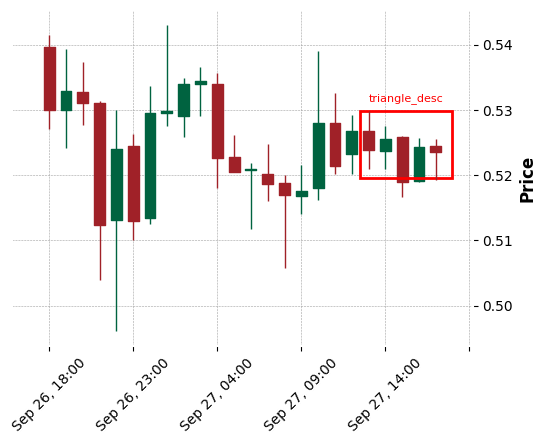 triangle_desc
0.54
0.53
0.52
0.51
0.50
Price
Sep 26, 18:00
Sep 26, 23:00
Sep 27, 04:00
Sep 27, 09:00
Sep 27, 14:00